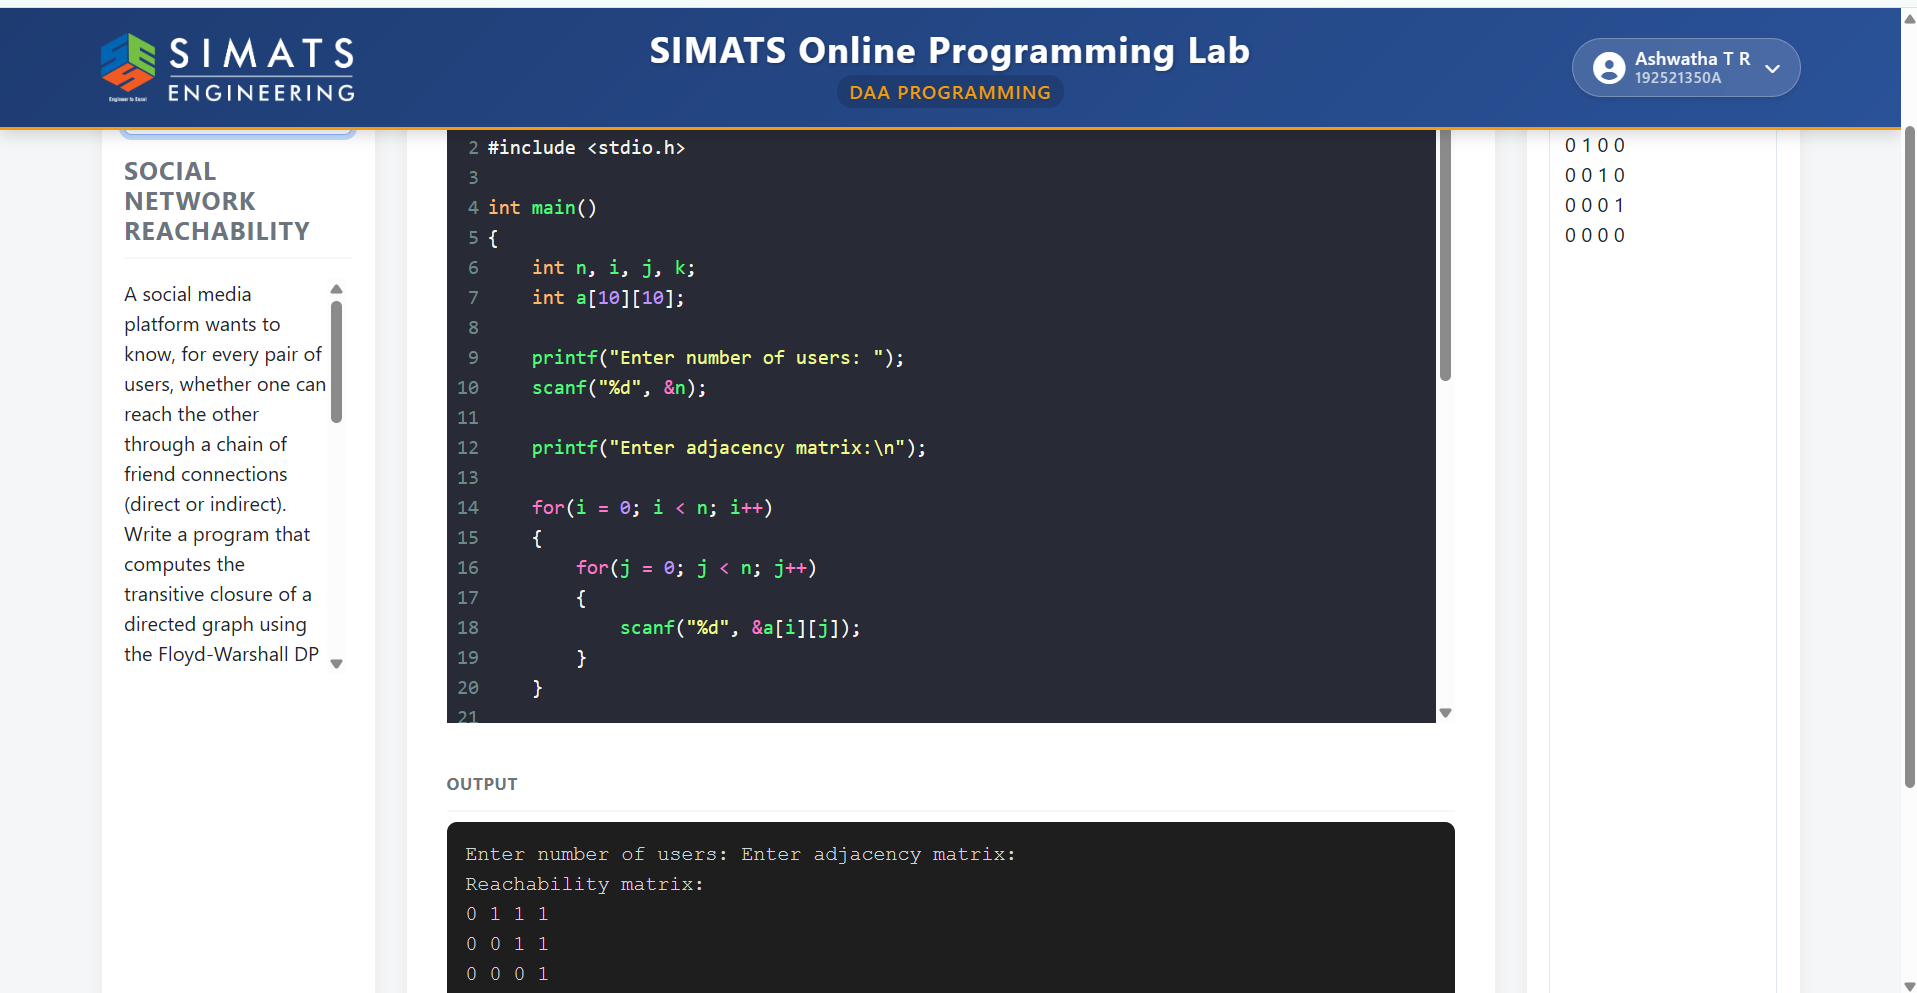 SIMATS
ENGINEERING
Engineer to Excel
SIMATS Online Programming Lab
DAA PROGRAMMING
Ashwatha T R
192521350A
SOCIAL
NETWORK
REACHABILITY
A social media
platform wants to
know, for every pair of
users, whether one can
reach the other
through a chain of
friend connections
(direct or indirect).
Write a program that
computes the
transitive closure of a
directed graph using
the Floyd-Warshall DP
2 #include <stdio.h>
3
4 int main()
5 {
6     int n, i, j, k;
7     int a[10][10];
8
9     printf("Enter number of users: ");
10     scanf("%d", &n);
11
12     printf("Enter adjacency matrix:\n");
13
14     for(i = 0; i < n; i++)
15     {
16         for(j = 0; j < n; j++)
17         {
18             scanf("%d", &a[i][j]);
19         }
20     }
21
OUTPUT
Enter number of users: Enter adjacency matrix:
Reachability matrix:
0 1 1 1
0 0 1 1
0 0 0 1
0 1 0 0
0 0 1 0
0 0 0 1
0 0 0 0